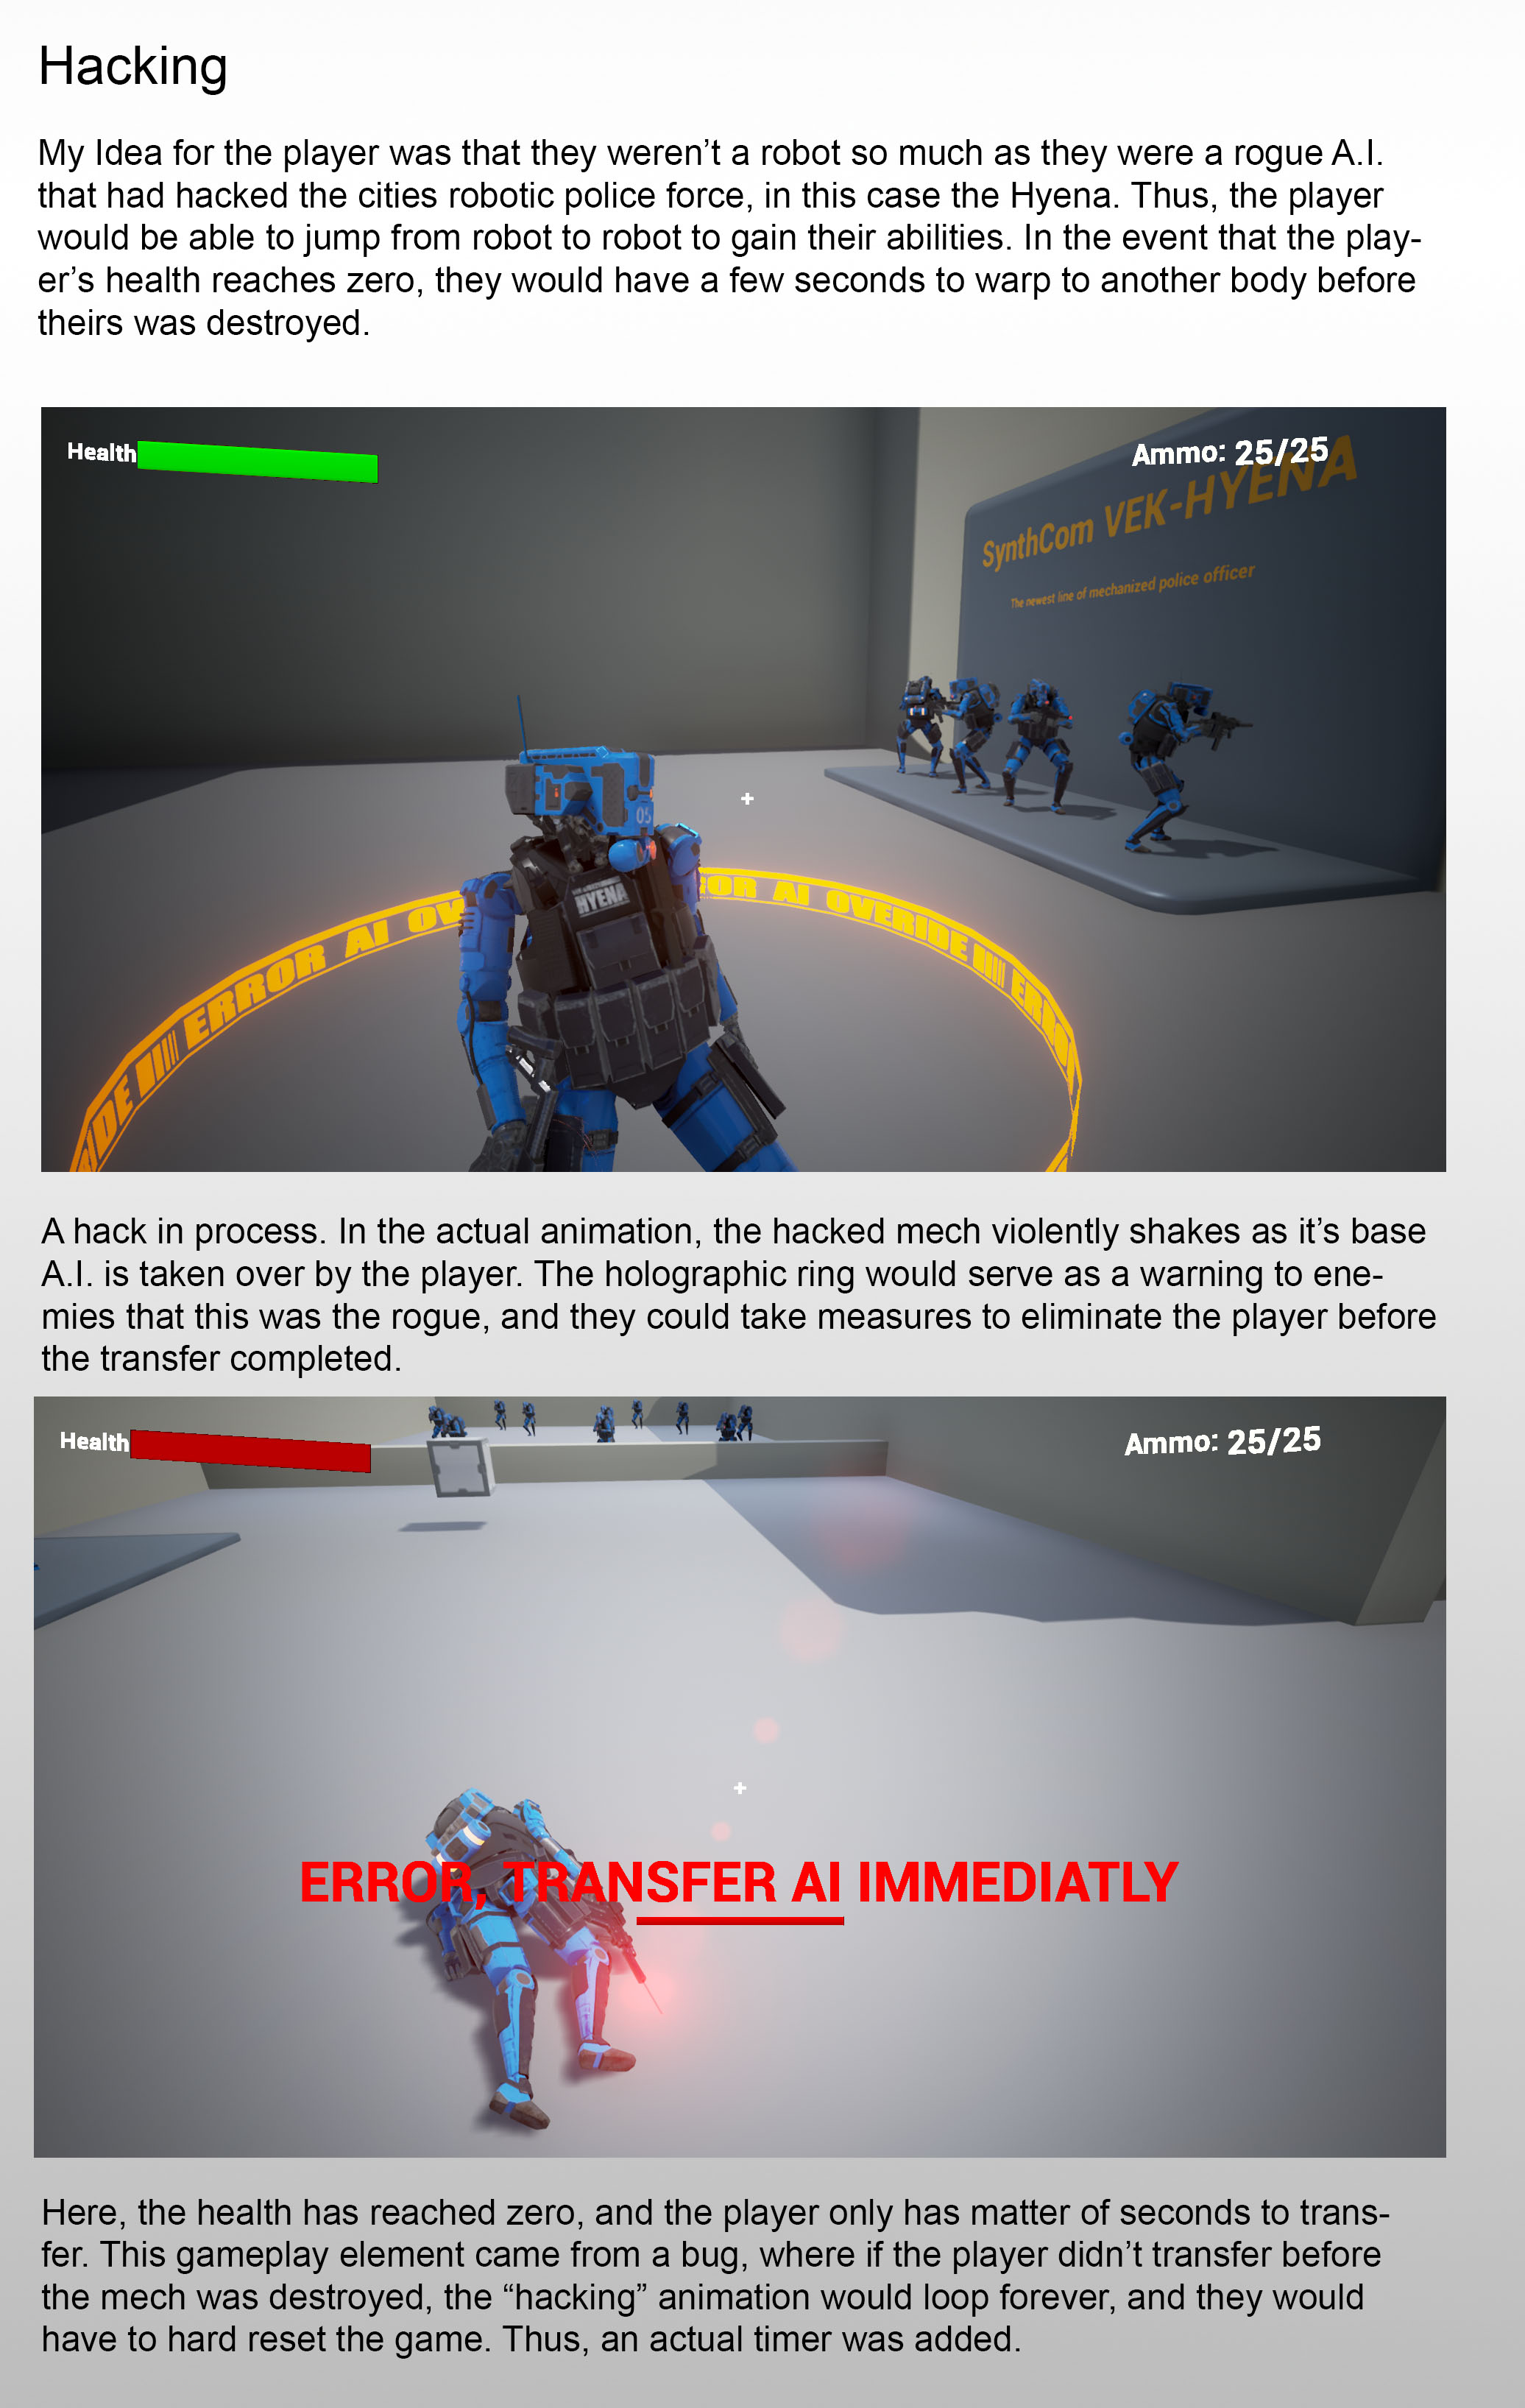 Hacking
My Idea for the player was that they weren’t a robot so much as they were a rogue A.I.
that had hacked the cities robotic police force, in this case the Hyena. Thus, the player
would be able to jump from robot to robot to gain their abilities. In the event that the play-
er’s health reaches zero, they would have a few seconds to warp to another body before
theirs was destroyed.
Health
Ammo: 25/25
SynthCom VEK-HYENA
The newest line of mechanized police officer
05
HYENA
IDE ERROR AI OV
OR AI OVERIDE ERRO
A hack in process. In the actual animation, the hacked mech violently shakes as it’s base
A.I. is taken over by the player. The holographic ring would serve as a warning to ene-
mies that this was the rogue, and they could take measures to eliminate the player before
the transfer completed.
Health
Ammo: 25/25
ERROR, TRANSFER AI IMMEDIATLY
Here, the health has reached zero, and the player only has matter of seconds to trans-
fer. This gameplay element came from a bug, where if the player didn’t transfer before
the mech was destroyed, the “hacking” animation would loop forever, and they would
have to hard reset the game. Thus, an actual timer was added.